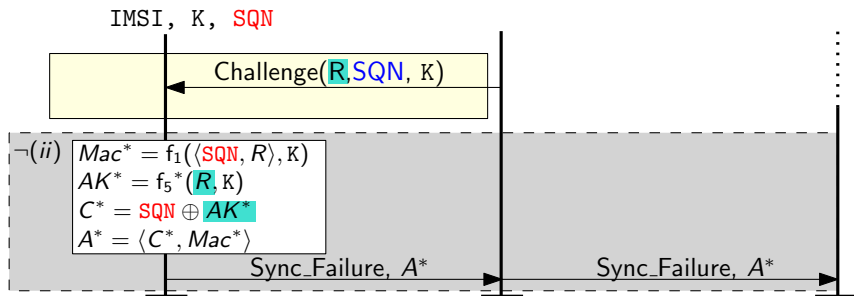 IMSI, K, SQN
Challenge(R,SQN, K)
¬(ii)
Mac* = f₁(⟨SQN, R⟩, K)
AK* = f₅*(R, K)
C* = SQN ⊕ AK*
A* = ⟨C*, Mac*⟩
Sync_Failure, A*
Sync_Failure, A*